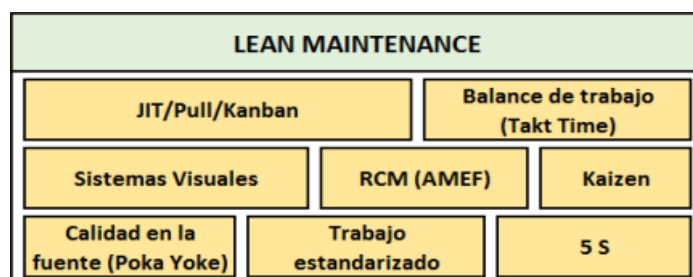 LEAN MAINTENANCE
JIT/Pull/Kanban
Balance de trabajo
(Takt Time)
Sistemas Visuales
RCM (AMEF)
Kaizen
Calidad en la
fuente (Poka Yoke)
Trabajo
estandarizado
5 S